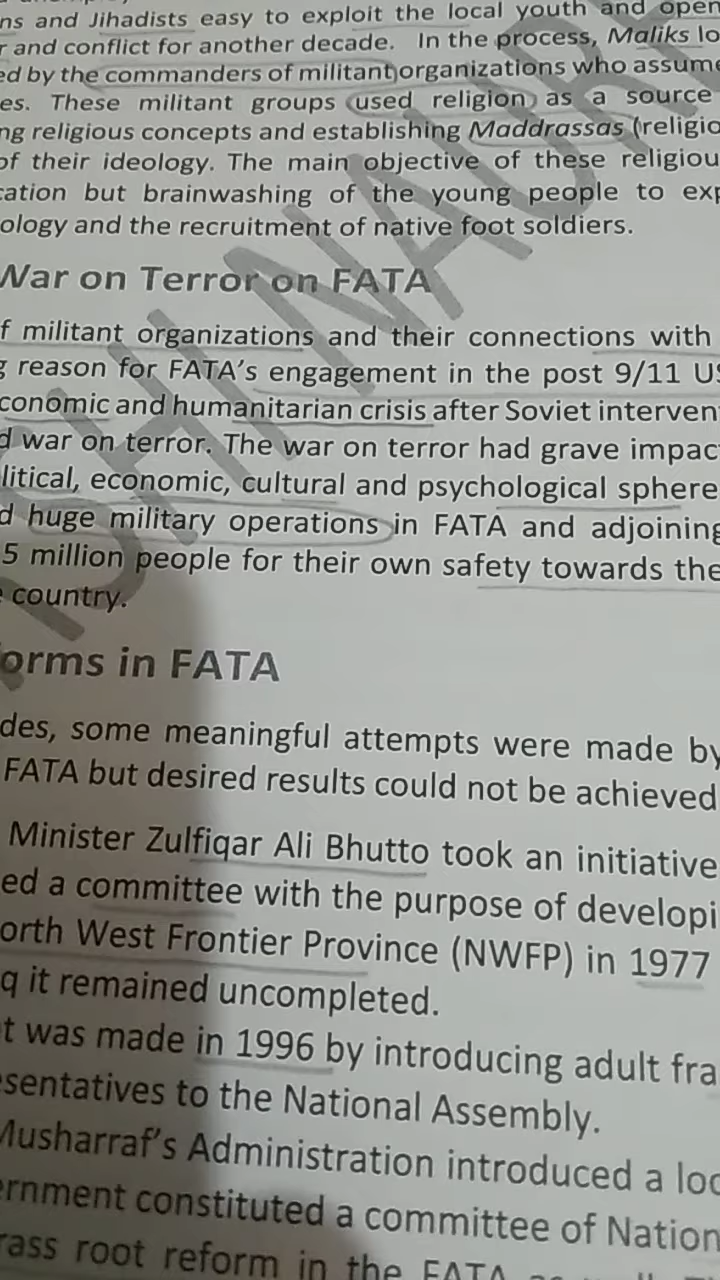 ns and Jihadists easy to exploit the local youth and open
r and conflict for another decade. In the process, Maliks lo
ed by the commanders of militant organizations who assume
es. These militant groups used religion as a source
ng religious concepts and establishing Maddrassas (religio
of their ideology. The main objective of these religiou
cation but brainwashing of the young people to exp
ology and the recruitment of native foot soldiers.
War on Terror on FATA
f militant organizations and their connections with
g reason for FATA's engagement in the post 9/11 US
conomic and humanitarian crisis after Soviet interven
d war on terror. The war on terror had grave impac
litical, economic, cultural and psychological sphere
d huge military operations in FATA and adjoining
5 million people for their own safety towards the
e country.
orms in FATA
des, some meaningful attempts were made by
FATA but desired results could not be achieved
Minister Zulfiqar Ali Bhutto took an initiative
ed a committee with the purpose of developi
orth West Frontier Province (NWFP) in 1977
q it remained uncompleted.
t was made in 1996 by introducing adult fra
esentatives to the National Assembly.
Musharraf's Administration introduced a loc
ernment constituted a committee of Nation
rass root reform in the FATA